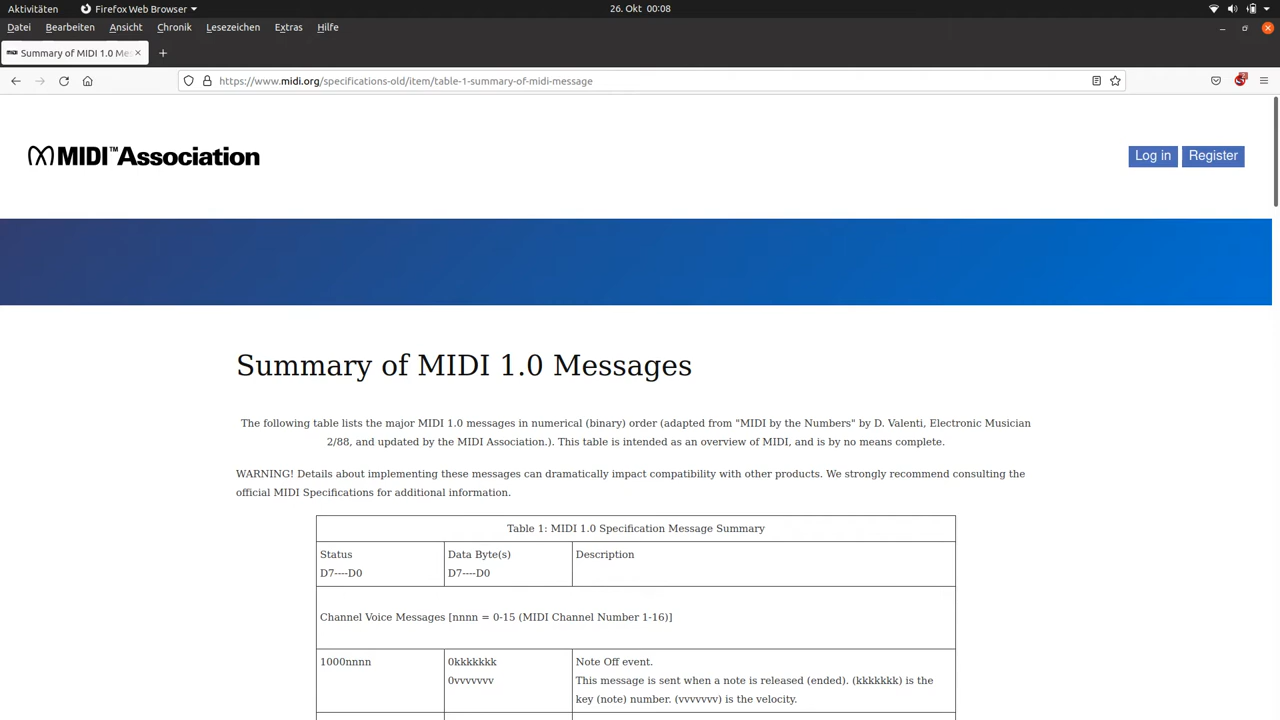 Aktivitäten Firefox Web Browser 26. Okt 00:08
Datei Bearbeiten Ansicht Chronik Lesezeichen Extras Hilfe
Summary of MIDI 1.0 Me
https://www.midi.org/specifications-old/item/table-1-summary-of-midi-message
MIDI™Association Log in Register
Summary of MIDI 1.0 Messages
The following table lists the major MIDI 1.0 messages in numerical (binary) order (adapted from "MIDI by the Numbers" by D. Valenti, Electronic Musician
2/88, and updated by the MIDI Association.). This table is intended as an overview of MIDI, and is by no means complete.
WARNING! Details about implementing these messages can dramatically impact compatibility with other products. We strongly recommend consulting the
official MIDI Specifications for additional information.
Table 1: MIDI 1.0 Specification Message Summary
Status Data Byte(s) Description
D7----D0 D7----D0
Channel Voice Messages [nnnn = 0-15 (MIDI Channel Number 1-16)]
1000nnnn 0kkkkkkk Note Off event.
0vvvvvvv This message is sent when a note is released (ended). (kkkkkkk) is the
key (note) number. (vvvvvvv) is the velocity.